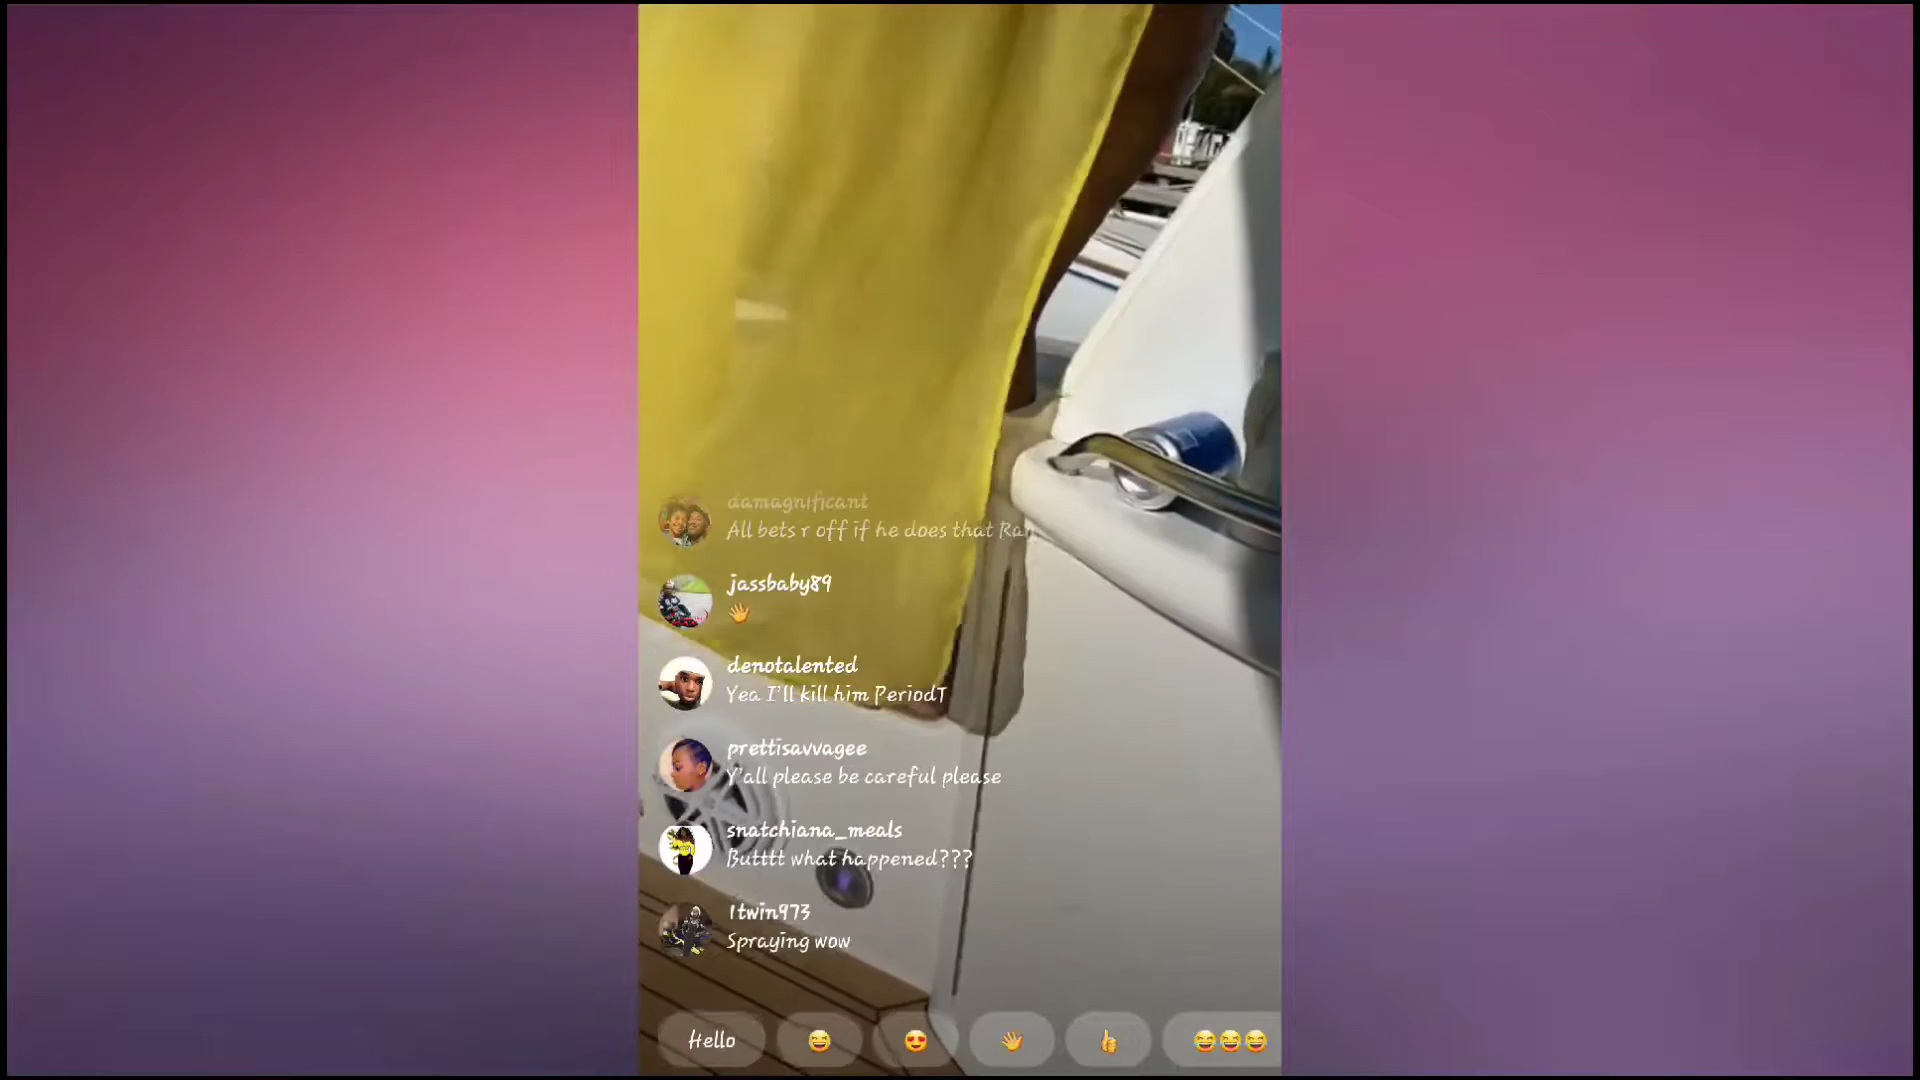 damagnificant
All bets r off if he does that
jassbaby89
👋
denotalented
Yea I'll kill him PeriodT
prettisavvagee
Y'all please be careful please
snatchiana_meals
Butttt what happened???
1twin973
Spraying wow
Hello 😆 😍 👋 👍 😂😂😂